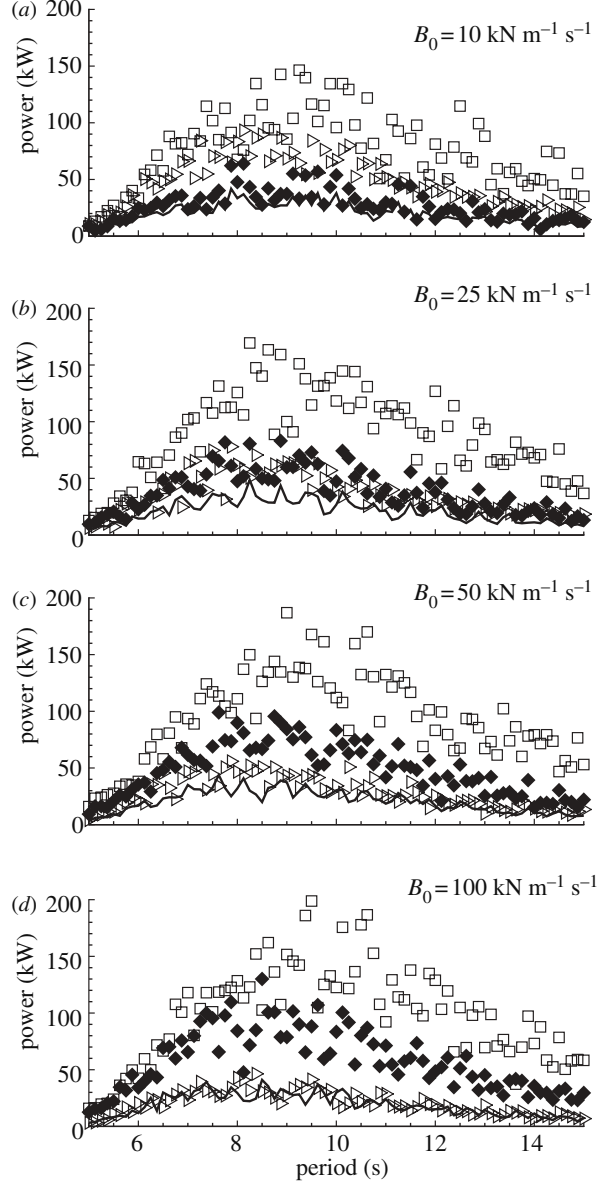 (a) 200
B₀ = 10 kN m⁻¹ s⁻¹
150
100
50
0
power (kW)
(b) 200
B₀ = 25 kN m⁻¹ s⁻¹
150
100
50
0
power (kW)
(c) 200
B₀ = 50 kN m⁻¹ s⁻¹
150
100
50
0
power (kW)
(d) 200
B₀ = 100 kN m⁻¹ s⁻¹
150
100
50
0
power (kW)
6 8 10 12 14
period (s)